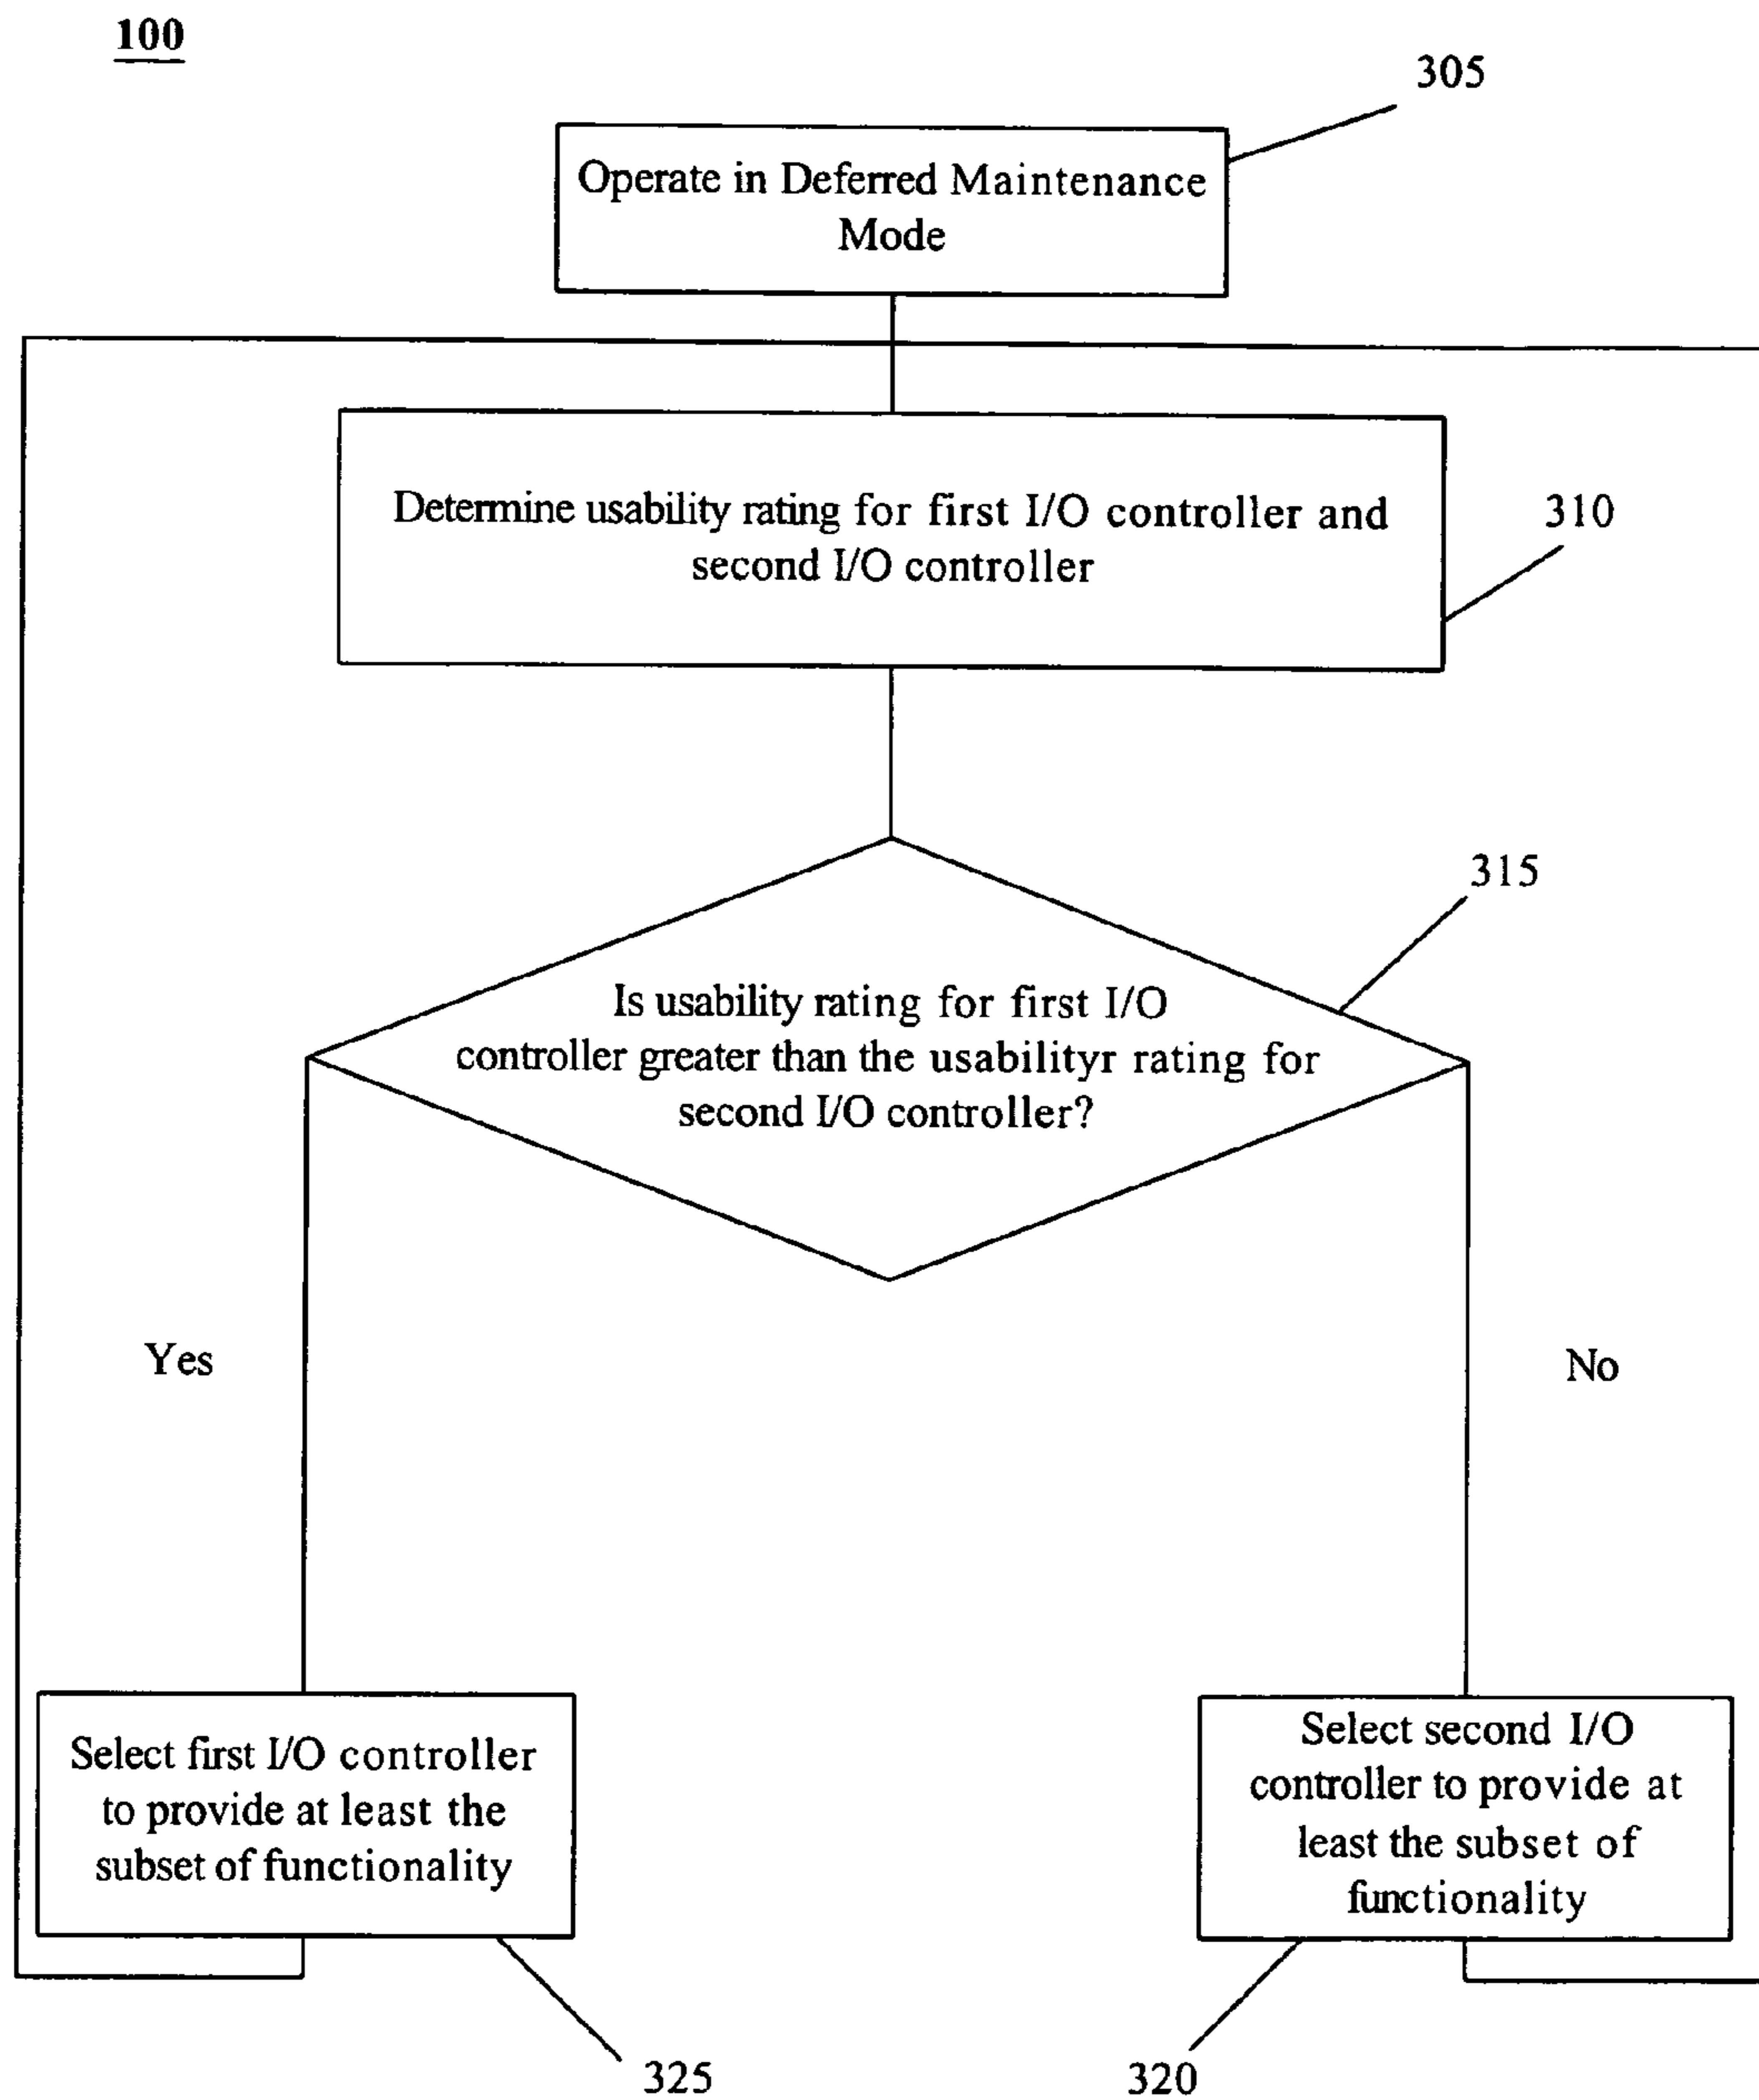 100
305
Operate in Deferred Maintenance
Mode
Determine usability rating for first I/O controller and
second I/O controller
310
315
Is usability rating for first I/O
controller greater than the usabilityr rating for
second I/O controller?
Yes
No
Select first I/O controller
to provide at least the
subset of functionality
Select second I/O
controller to provide at
least the subset of
functionality
325
320